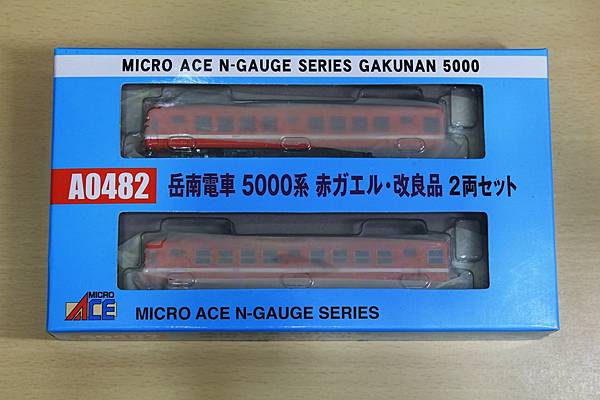 MICRO ACE N-GAUGE SERIES GAKUNAN 5000
A0482 岳南電車 5000系 赤ガエル・改良品 2両セット
MICRO
ACE
MICRO ACE N-GAUGE SERIES